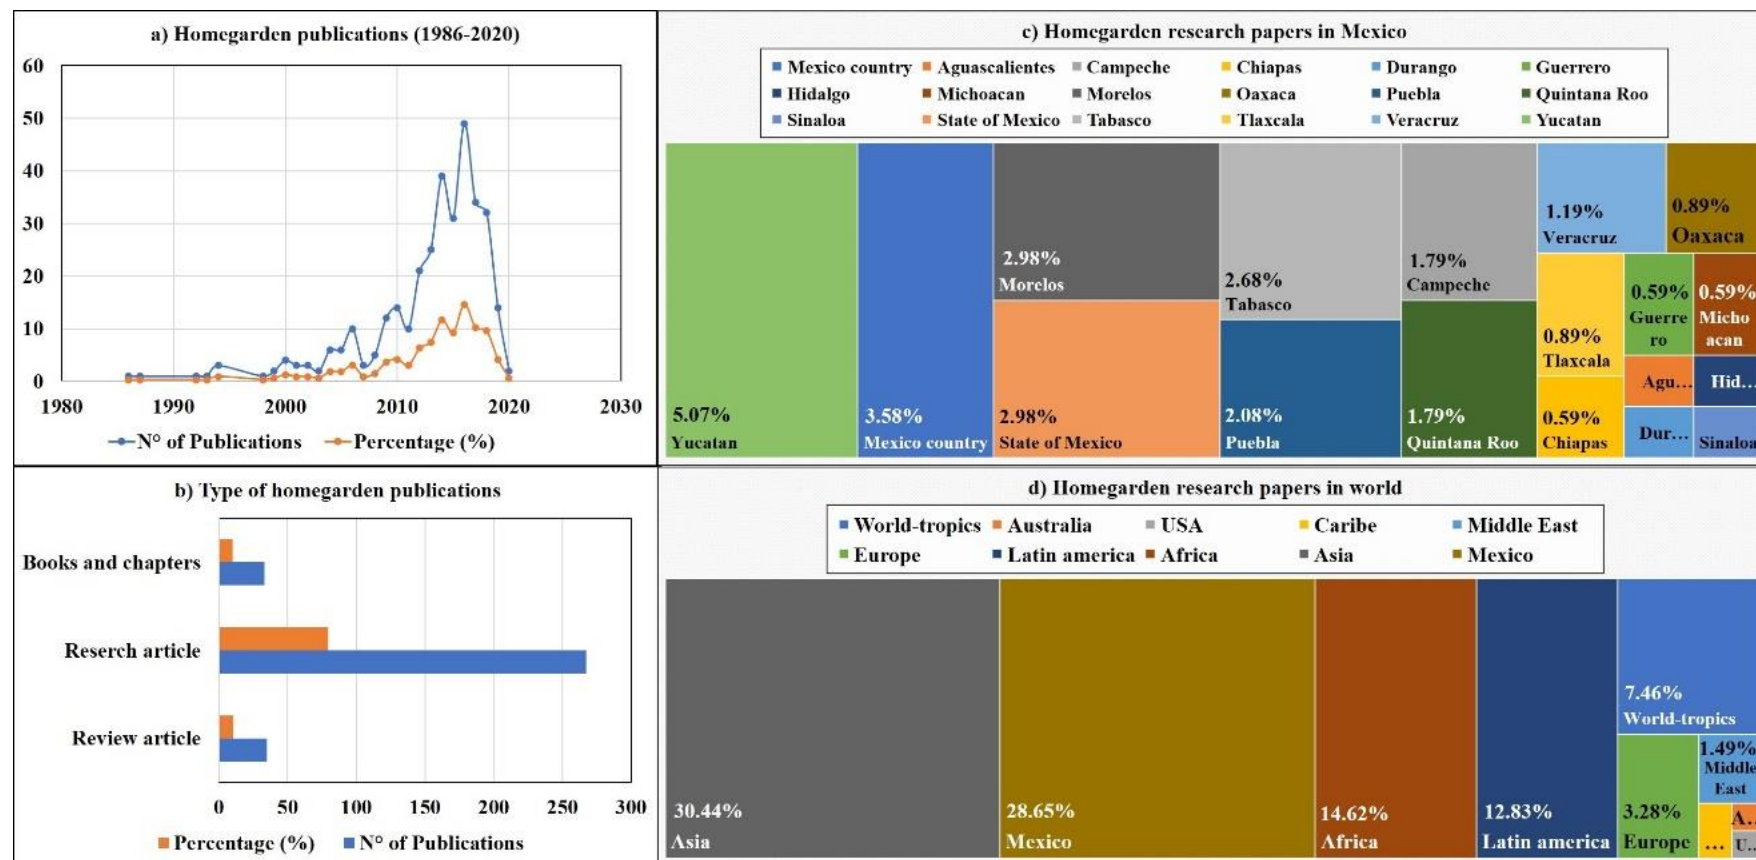 a) Homegarden publications (1986-2020)
60
50
40
30
20
10
0
1980 1990 2000 2010 2020 2030
N° of Publications Percentage (%)
b) Type of homegarden publications
Books and chapters
Reserch article
Review article
0 50 100 150 200 250 300
Percentage (%) N° of Publications
c) Homegarden research papers in Mexico
Mexico country Aguascalientes Campeche Chiapas Durango Guerrero
Hidalgo Michoacan Morelos Oaxaca Puebla Quintana Roo
Sinaloa State of Mexico Tabasco Tlaxcala Veracruz Yucatan
5.07%
Yucatan
3.58%
Mexico country
2.98%
Morelos
2.98%
State of Mexico
2.68%
Tabasco
2.08%
Puebla
1.79%
Campeche
1.79%
Quintana Roo
1.19%
Veracruz
0.89%
Oaxaca
0.89%
Tlaxcala
0.59%
Chiapas
0.59%
Guerre
ro
0.59%
Micho
acan
Agu...
Hid...
Dur...
Sinaloa
d) Homegarden research papers in world
World-tropics Australia USA Caribe Middle East
Europe Latin america Africa Asia Mexico
30.44%
Asia
28.65%
Mexico
14.62%
Africa
12.83%
Latin america
7.46%
World-tropics
3.28%
Europe
1.49%
Middle
East
...
A...
U...